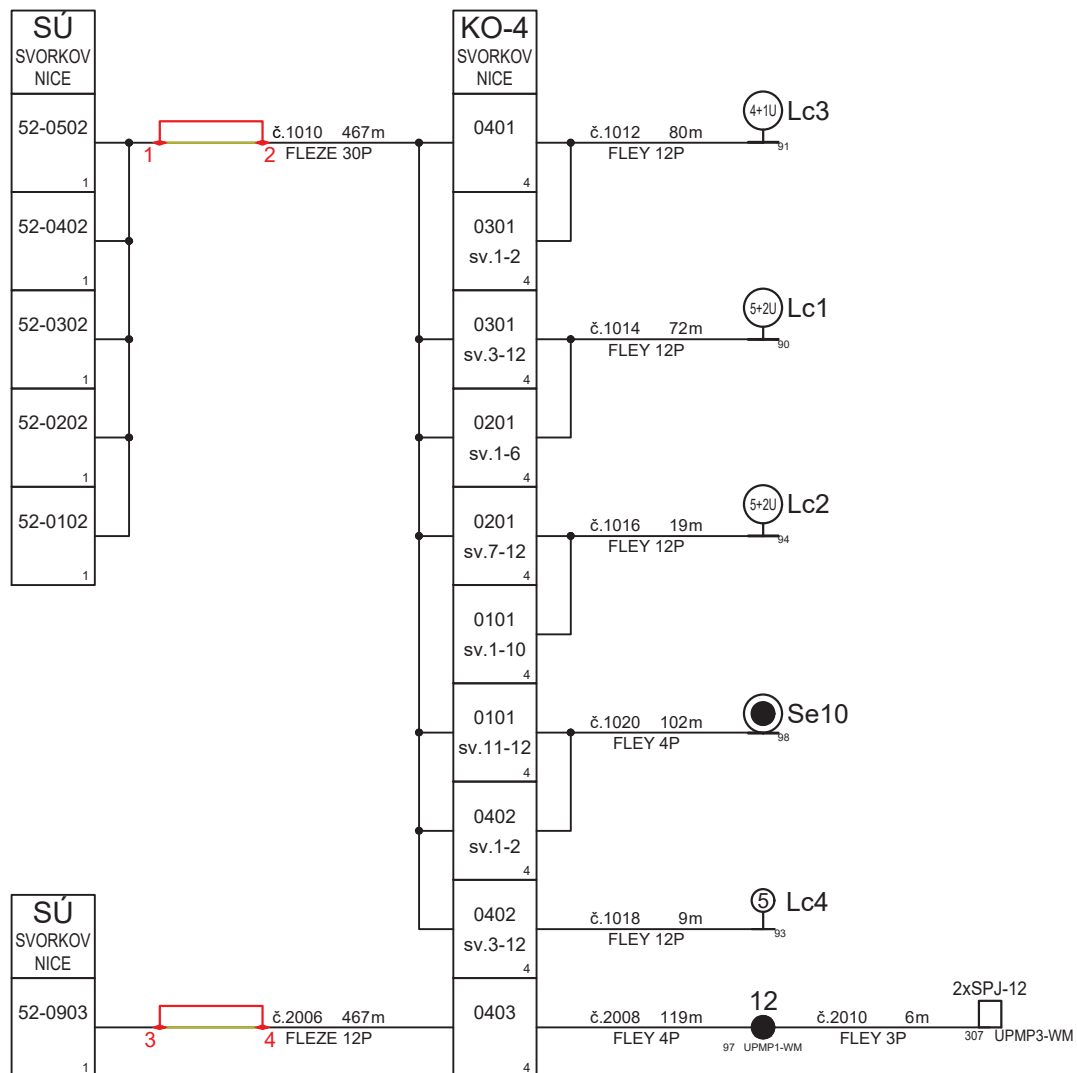 SÚ
SVORKOV
NICE
52-0502
1
52-0402
1
52-0302
1
52-0202
1
52-0102
1
1
2
č.1010 467m
FLEZE 30P
KO-4
SVORKOV
NICE
0401
4
0301
sv.1-2
4
0301
sv.3-12
4
0201
sv.1-6
4
0201
sv.7-12
4
0101
sv.1-10
4
0101
sv.11-12
4
0402
sv.1-2
4
0402
sv.3-12
4
0403
4
č.1012 80m
FLEY 12P
4+1U
Lc3
91
č.1014 72m
FLEY 12P
5+2U
Lc1
90
č.1016 19m
FLEY 12P
5+2U
Lc2
94
č.1020 102m
FLEY 4P
Se10
98
č.1018 9m
FLEY 12P
5
Lc4
93
SÚ
SVORKOV
NICE
52-0903
1
3
4
č.2006 467m
FLEZE 12P
č.2008 119m
FLEY 4P
12
97 UPMP1-WM
č.2010 6m
FLEY 3P
2xSPJ-12
307 UPMP3-WM